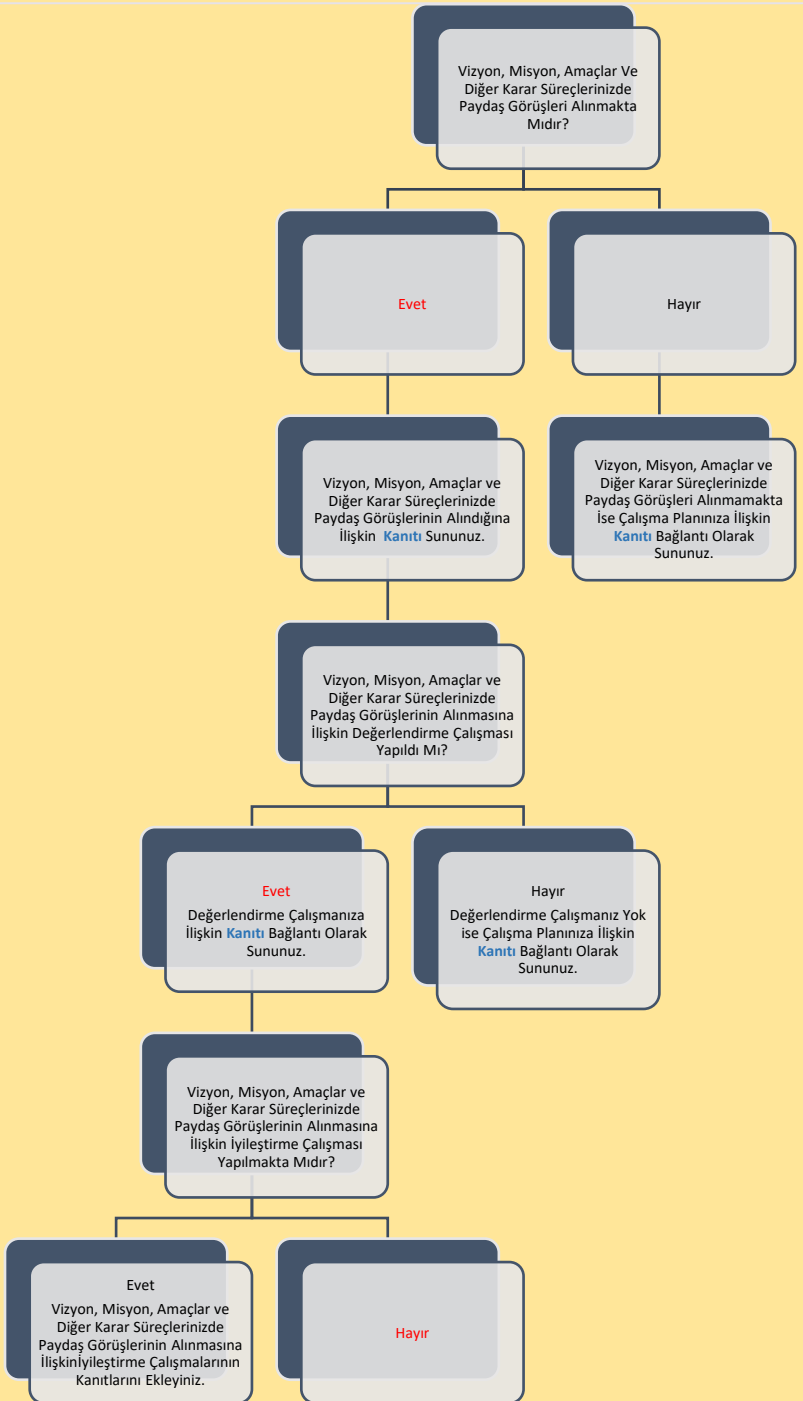 Vizyon, Misyon, Amaçlar Ve
Diğer Karar Süreçlerinizde
Paydaş Görüşleri Alınmakta
Mıdır?
Evet
Hayır
Vizyon, Misyon, Amaçlar ve
Diğer Karar Süreçlerinizde
Paydaş Görüşlerinin Alındığına
İlişkin Kanıtı Sununuz.
Vizyon, Misyon, Amaçlar ve
Diğer Karar Süreçlerinizde
Paydaş Görüşleri Alınmamakta
İse Çalışma Planınıza İlişkin
Kanıtı Bağlantı Olarak
Sununuz.
Vizyon, Misyon, Amaçlar ve
Diğer Karar Süreçlerinizde
Paydaş Görüşlerinin Alınmasına
İlişkin Değerlendirme Çalışması
Yapıldı Mı?
Evet
Değerlendirme Çalışmanıza
İlişkin Kanıtı Bağlantı Olarak
Sununuz.
Hayır
Değerlendirme Çalışmanız Yok
ise Çalışma Planınıza İlişkin
Kanıtı Bağlantı Olarak
Sununuz.
Vizyon, Misyon, Amaçlar ve
Diğer Karar Süreçlerinizde
Paydaş Görüşlerinin Alınmasına
İlişkin İyileştirme Çalışması
Yapılmakta Mıdır?
Evet
Vizyon, Misyon, Amaçlar ve
Diğer Karar Süreçlerinizde
Paydaş Görüşlerinin Alınmasına
İlişkinİyileştirme Çalışmalarının
Kanıtlarını Ekleyiniz.
Hayır